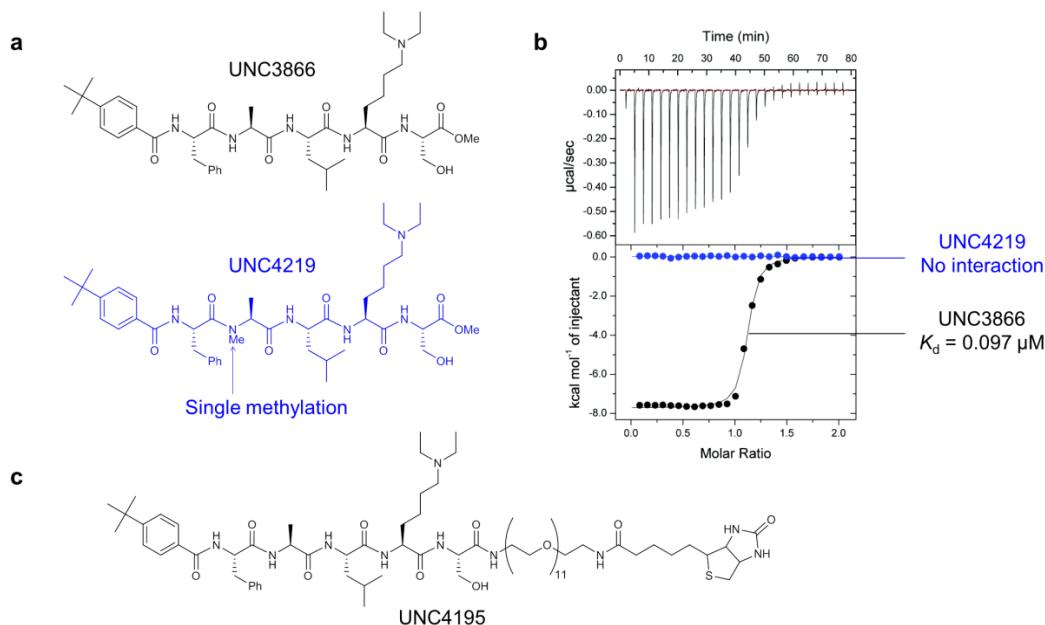 a
UNC3866
N
H
N
O
O
N
H
O
H
N
O
N
H
O
H
N
O
OMe
OH
Ph
UNC4219
N
H
N
O
O
N
Me
O
H
N
O
N
H
O
H
N
O
OMe
OH
Ph
Single methylation
b
Time (min)
0 10 20 30 40 50 60 70 80
0.00
-0.10
-0.20
-0.30
-0.40
-0.50
-0.60
µcal/sec
0.0
-2.0
-4.0
-6.0
-8.0
kcal mol⁻¹ of injectant
0.0 0.5 1.0 1.5 2.0
Molar Ratio
UNC4219
No interaction
UNC3866
Kd = 0.097 µM
c
N
H
N
O
O
N
H
O
H
N
O
N
H
O
H
N
O
N
H
O
11
H
N
O
HN
O
NH
S
OH
Ph
UNC4195